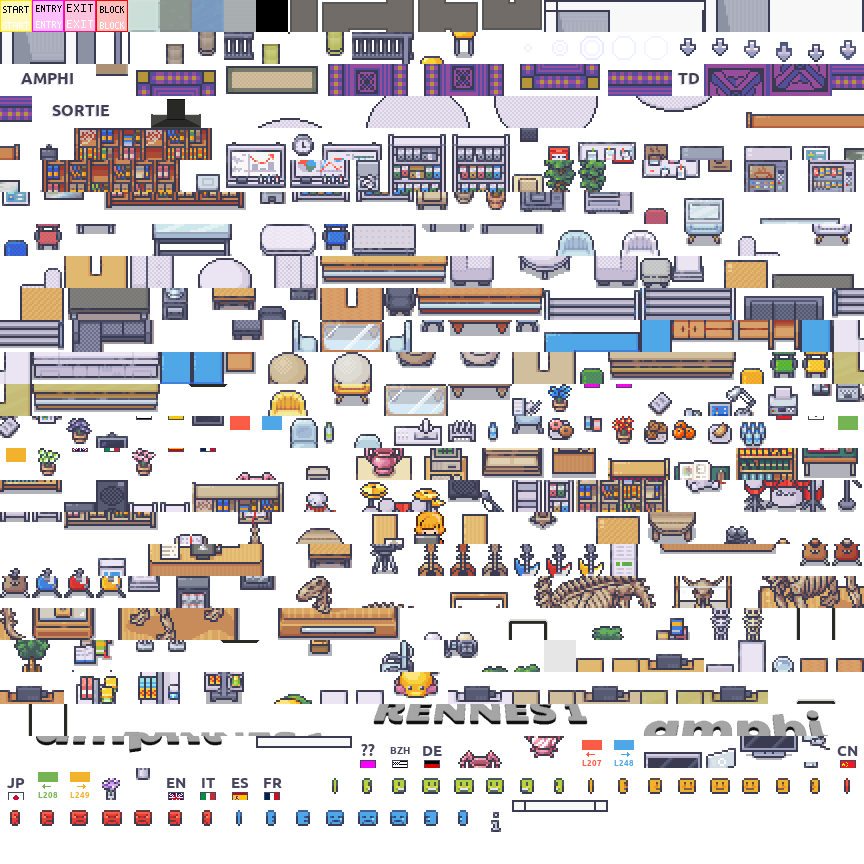 START ENTRY EXIT BLOCK
START ENTRY EXIT BLOCK
AMPHI
TD
SORTIE
RENNES 1
amphi
?? BZH DE
L207 L248
CN
JP
L208 L249
EN IT ES FR
i